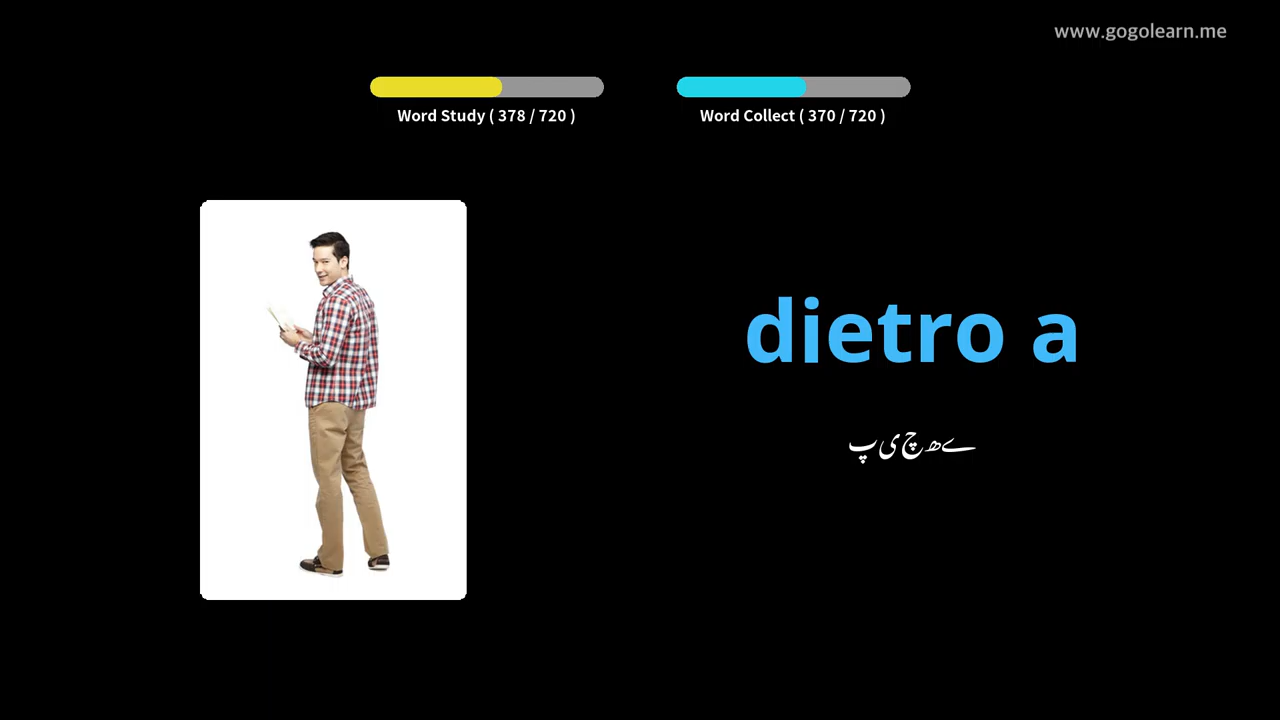 www.gogolearn.me
Word Study ( 378 / 720 )
Word Collect ( 370 / 720 )
dietro a
پیچھے